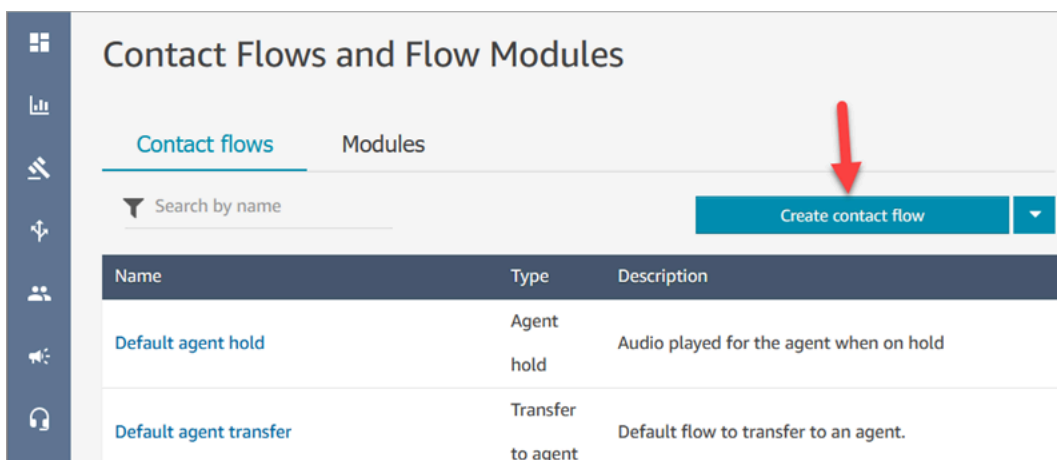 Contact Flows and Flow Modules
Contact flows Modules
Search by name
Create contact flow
Name Type Description
Default agent hold
Agent
hold
Audio played for the agent when on hold
Default agent transfer
Transfer
to agent
Default flow to transfer to an agent.